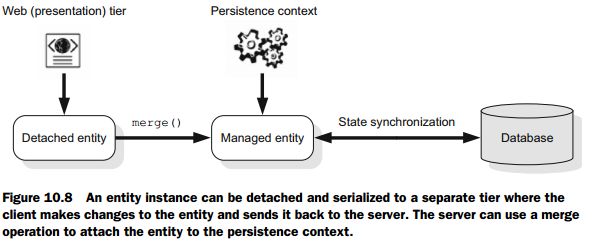 Web (presentation) tier
Persistence context
Detached entity
merge()
Managed entity
State synchronization
Database
Figure 10.8 An entity instance can be detached and serialized to a separate tier where the
client makes changes to the entity and sends it back to the server. The server can use a merge
operation to attach the entity to the persistence context.